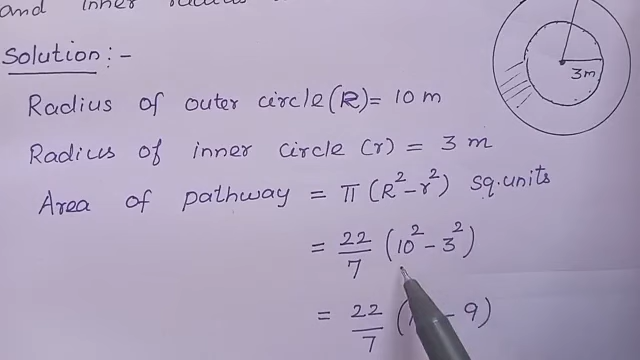 and inner radius
Solution:-
3m
Radius of outer circle(R)= 10 m
Radius of inner circle (r) = 3 m
Area of pathway = π (R²-r²) sq.units
= 22/7 (10² - 3²)
= 22/7 ( - 9)